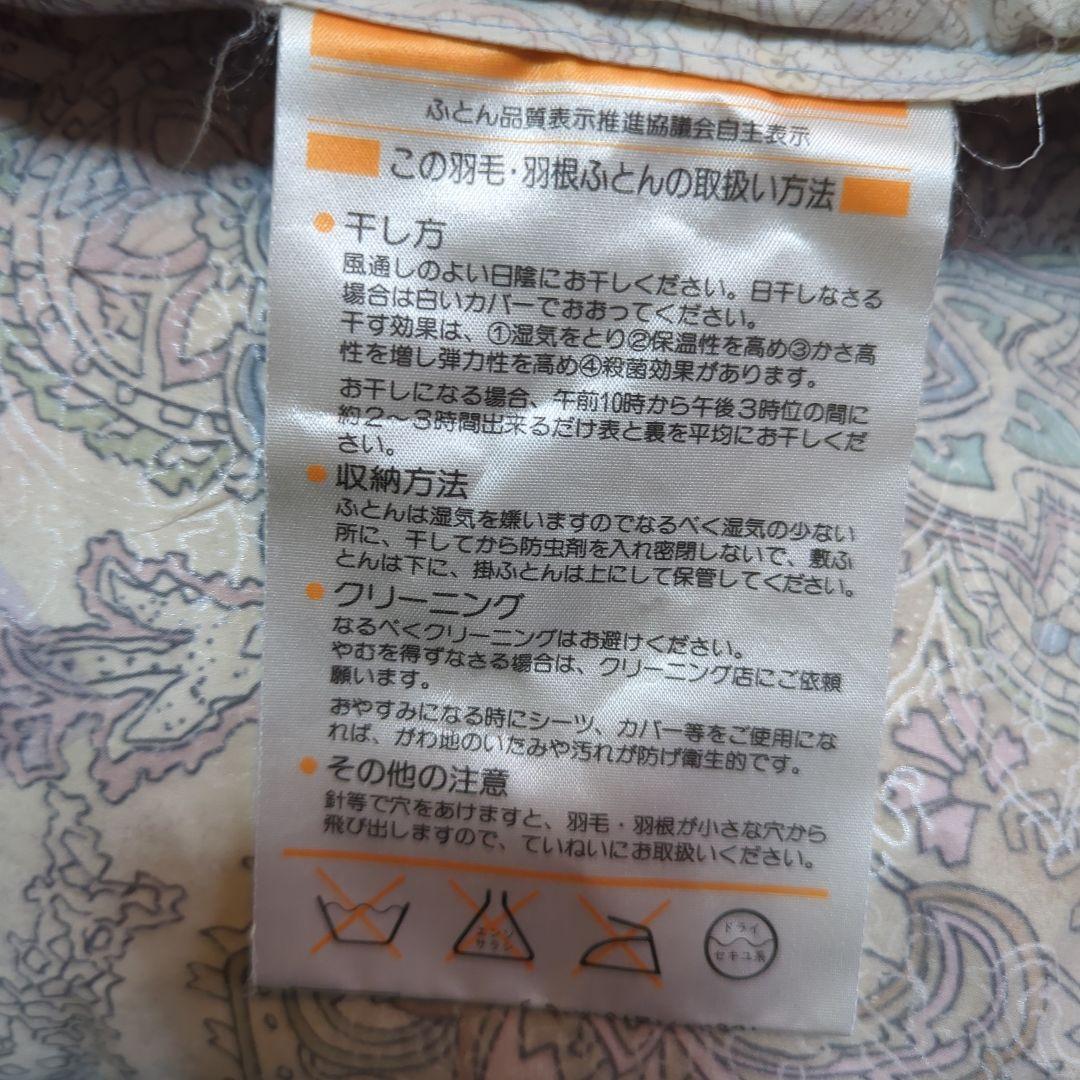 ふとん品質表示推進協議会自主表示
この羽毛・羽根ふとんの取扱い方法
●干し方
風通しのよい日陰にお干しください。日干しなさる
場合は白いカバーでおおってください。
干す効果は、①湿気をとり②保温性を高め③かさ高
性を増し弾力性を高め④殺菌効果があります。
お干しになる場合、午前10時から午後3時位の間に
約2～3時間出来るだけ表と裏を平均にお干しくだ
さい。
●収納方法
ふとんは湿気を嫌いますのでなるべく湿気の少ない
所に、干してから防虫剤を入れ密閉しないで、敷ふ
とんは下に、掛ふとんは上にして保管してください。
●クリーニング
なるべくクリーニングはお避けください。
やむを得ずなさる場合は、クリーニング店にご依頼
願います。
おやすみになる時にシーツ、カバー等をご使用にな
れば、がわ地のいたみや汚れが防げ衛生的です。
●その他の注意
針等で穴をあけますと、羽毛・羽根が小さな穴から
飛び出しますので、ていねいにお取扱いください。
エンソ
サラシ
ドライ
セキユ系